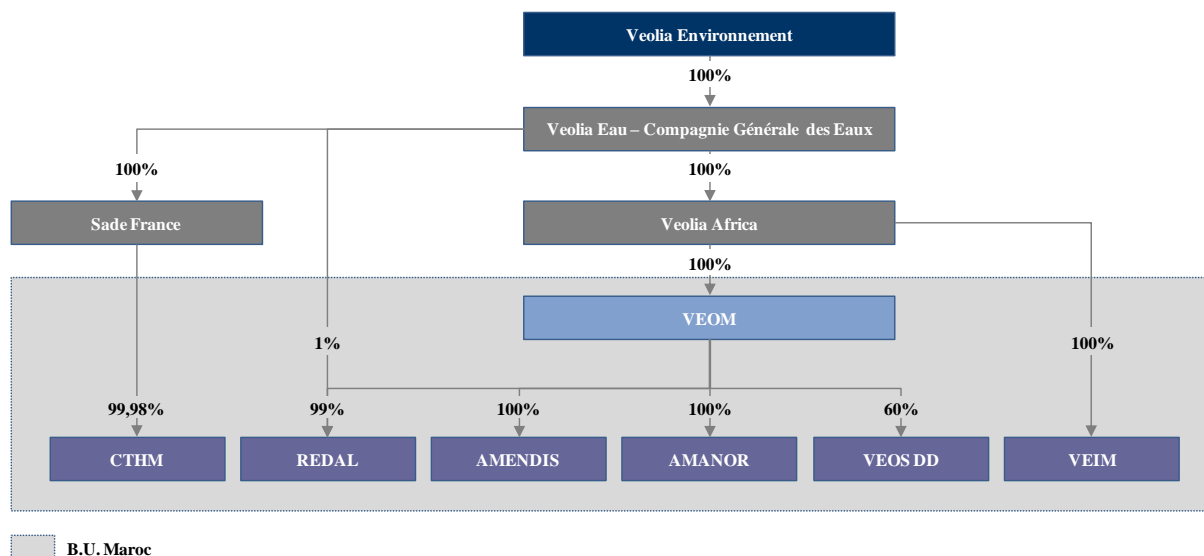 Veolia Environnement
100%
Veolia Eau – Compagnie Générale des Eaux
100%
100%
Sade France
Veolia Africa
100%
VEOM
1%
100%
99,98%
99%
100%
100%
60%
CTHM
REDAL
AMENDIS
AMANOR
VEOS DD
VEIM
B.U. Maroc